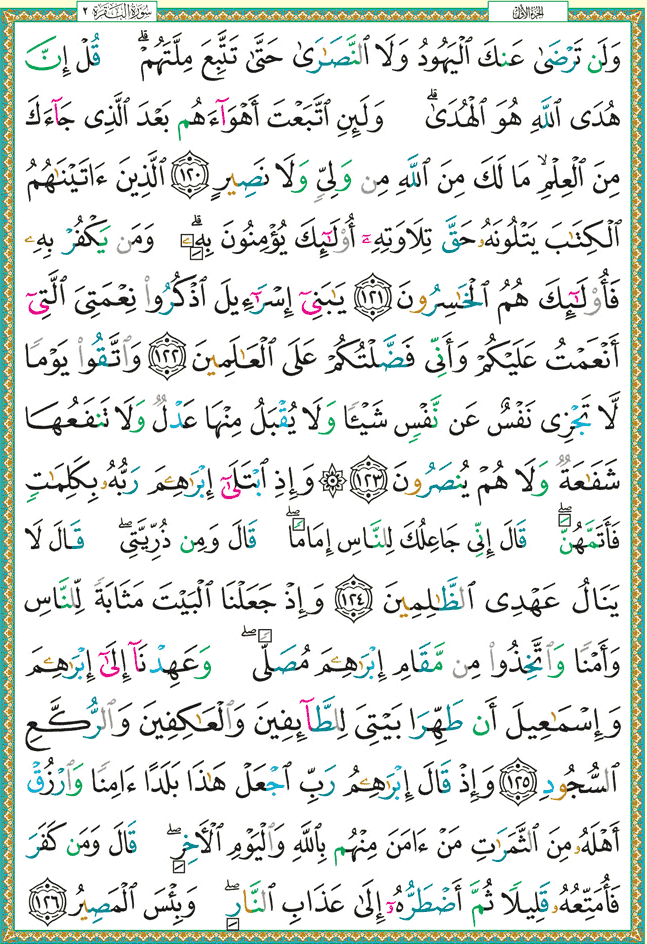 الجزء الأول
سورة البقرة ٢
وَلَن تَرْضَىٰ عَنكَ ٱلْيَهُودُ وَلَا ٱلنَّصَـٰرَىٰ حَتَّىٰ تَتَّبِعَ مِلَّتَهُمْ ۗ قُلْ إِنَّ
هُدَى ٱللَّهِ هُوَ ٱلْهُدَىٰ ۗ وَلَئِنِ ٱتَّبَعْتَ أَهْوَآءَهُم بَعْدَ ٱلَّذِى جَآءَكَ
مِنَ ٱلْعِلْمِ ۙ مَا لَكَ مِنَ ٱللَّهِ مِن وَلِىٍّ وَلَا نَصِيرٍ ١٢٠ ٱلَّذِينَ ءَاتَيْنَـٰهُمُ
ٱلْكِتَـٰبَ يَتْلُونَهُۥ حَقَّ تِلَاوَتِهِۦٓ أُو۟لَـٰٓئِكَ يُؤْمِنُونَ بِهِۦ ۗ وَمَن يَكْفُرْ بِهِۦ
فَأُو۟لَـٰٓئِكَ هُمُ ٱلْخَـٰسِرُونَ ١٢١ يَـٰبَنِىٓ إِسْرَٰٓءِيلَ ٱذْكُرُوا۟ نِعْمَتِىَ ٱلَّتِىٓ
أَنْعَمْتُ عَلَيْكُمْ وَأَنِّى فَضَّلْتُكُمْ عَلَى ٱلْعَـٰلَمِينَ ١٢٢ وَٱتَّقُوا۟ يَوْمًا
لَّا تَجْزِى نَفْسٌ عَن نَّفْسٍ شَيْـًٔا وَلَا يُقْبَلُ مِنْهَا عَدْلٌ وَلَا تَنفَعُهَا
شَفَـٰعَةٌ وَلَا هُمْ يُنصَرُونَ ١٢٣ ۞ وَإِذِ ٱبْتَلَىٰٓ إِبْرَٰهِـۧمَ رَبُّهُۥ بِكَلِمَـٰتٍ
فَأَتَمَّهُنَّ ۖ قَالَ إِنِّى جَاعِلُكَ لِلنَّاسِ إِمَامًا ۖ قَالَ وَمِن ذُرِّيَّتِى ۖ قَالَ لَا
يَنَالُ عَهْدِى ٱلظَّـٰلِمِينَ ١٢٤ وَإِذْ جَعَلْنَا ٱلْبَيْتَ مَثَابَةً لِّلنَّاسِ
وَأَمْنًا وَٱتَّخِذُوا۟ مِن مَّقَامِ إِبْرَٰهِـۧمَ مُصَلًّى ۖ وَعَهِدْنَآ إِلَىٰٓ إِبْرَٰهِـۧمَ
وَإِسْمَـٰعِيلَ أَن طَهِّرَا بَيْتِىَ لِلطَّآئِفِينَ وَٱلْعَـٰكِفِينَ وَٱلرُّكَّعِ
ٱلسُّجُودِ ١٢٥ وَإِذْ قَالَ إِبْرَٰهِـۧمُ رَبِّ ٱجْعَلْ هَـٰذَا بَلَدًا ءَامِنًا وَٱرْزُقْ
أَهْلَهُۥ مِنَ ٱلثَّمَرَٰتِ مَنْ ءَامَنَ مِنْهُم بِٱللَّهِ وَٱلْيَوْمِ ٱلْـَٔاخِرِ ۖ قَالَ وَمَن كَفَرَ
فَأُمَتِّعُهُۥ قَلِيلًا ثُمَّ أَضْطَرُّهُۥٓ إِلَىٰ عَذَابِ ٱلنَّارِ ۖ وَبِئْسَ ٱلْمَصِيرُ ١٢٦